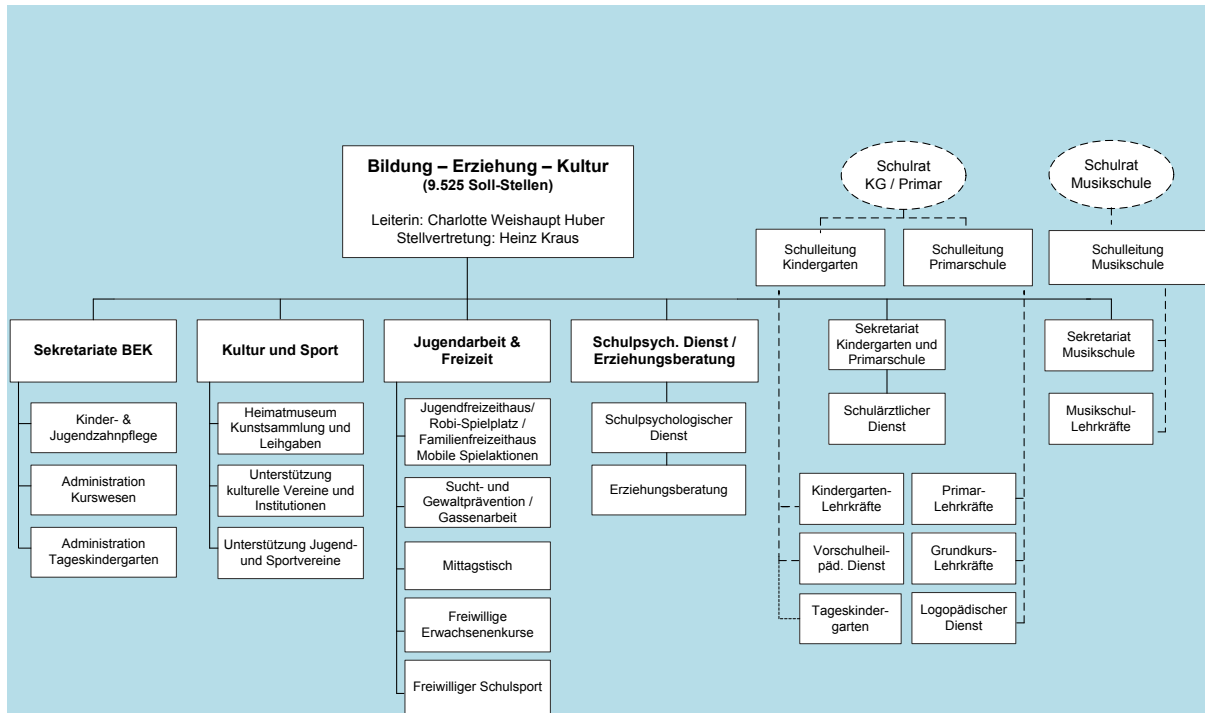 Bildung – Erziehung – Kultur
(9.525 Soll-Stellen)
Leiterin: Charlotte Weishaupt Huber
Stellvertretung: Heinz Kraus
Schulrat
KG / Primar
Schulrat
Musikschule
Schulleitung
Kindergarten
Schulleitung
Primarschule
Schulleitung
Musikschule
Sekretariate BEK
Kultur und Sport
Jugendarbeit &
Freizeit
Schulpsych. Dienst /
Erziehungsberatung
Sekretariat
Kindergarten und
Primarschule
Sekretariat
Musikschule
Kinder- &
Jugendzahnpflege
Administration
Kurswesen
Administration
Tageskindergarten
Heimatmuseum
Kunstsammlung und
Leihgaben
Unterstützung
kulturelle Vereine und
Institutionen
Unterstützung Jugend-
und Sportvereine
Jugendfreizeithaus/
Robi-Spielplatz /
Familienfreizeithaus
Mobile Spielaktionen
Sucht- und
Gewaltprävention /
Gassenarbeit
Mittagstisch
Freiwillige
Erwachsenenkurse
Freiwilliger Schulsport
Schulpsychologischer
Dienst
Erziehungsberatung
Schulärztlicher
Dienst
Musikschul-
Lehrkräfte
Kindergarten-
Lehrkräfte
Vorschulheil-
päd. Dienst
Tageskinder-
garten
Primar-
Lehrkräfte
Grundkurs-
Lehrkräfte
Logopädischer
Dienst